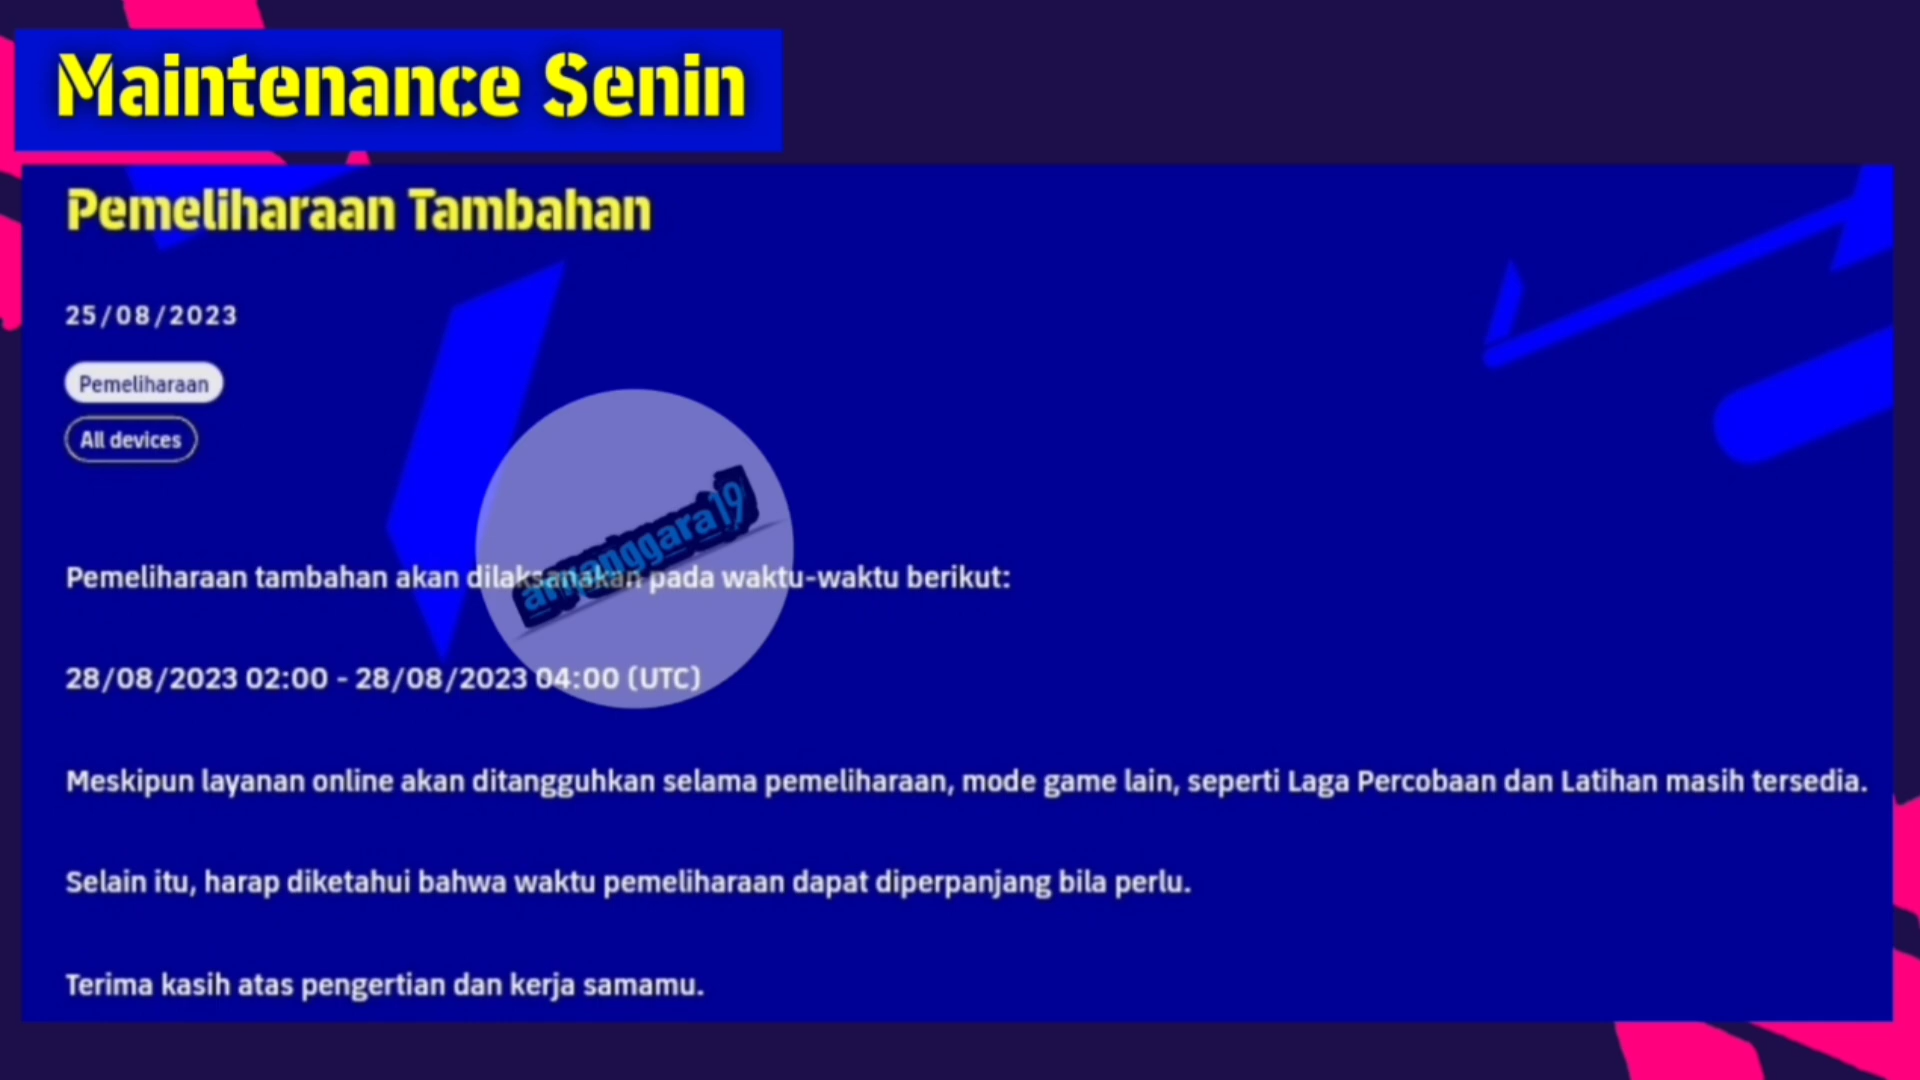 Maintenance Senin
Pemeliharaan Tambahan
25/08/2023
Pemeliharaan
All devices
Pemeliharaan tambahan akan dilaksanakan pada waktu-waktu berikut:
28/08/2023 02:00 - 28/08/2023 04:00 (UTC)
Meskipun layanan online akan ditangguhkan selama pemeliharaan, mode game lain, seperti Laga Percobaan dan Latihan masih tersedia.
Selain itu, harap diketahui bahwa waktu pemeliharaan dapat diperpanjang bila perlu.
Terima kasih atas pengertian dan kerja samamu.